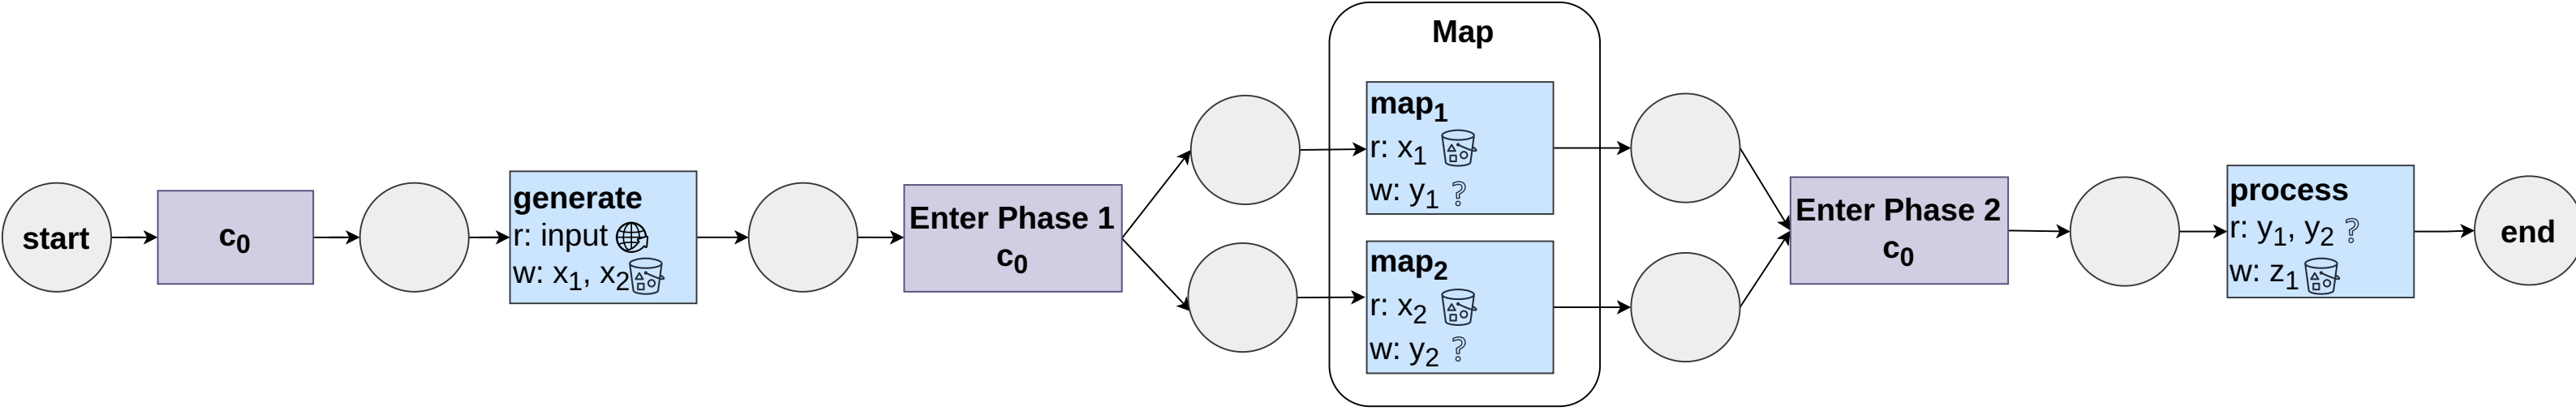 start
c0
generate
r: input
w: x1, x2
Enter Phase 1
c0
Map
map1
r: x1
w: y1 ?
map2
r: x2
w: y2 ?
Enter Phase 2
c0
process
r: y1, y2 ?
w: z1
end